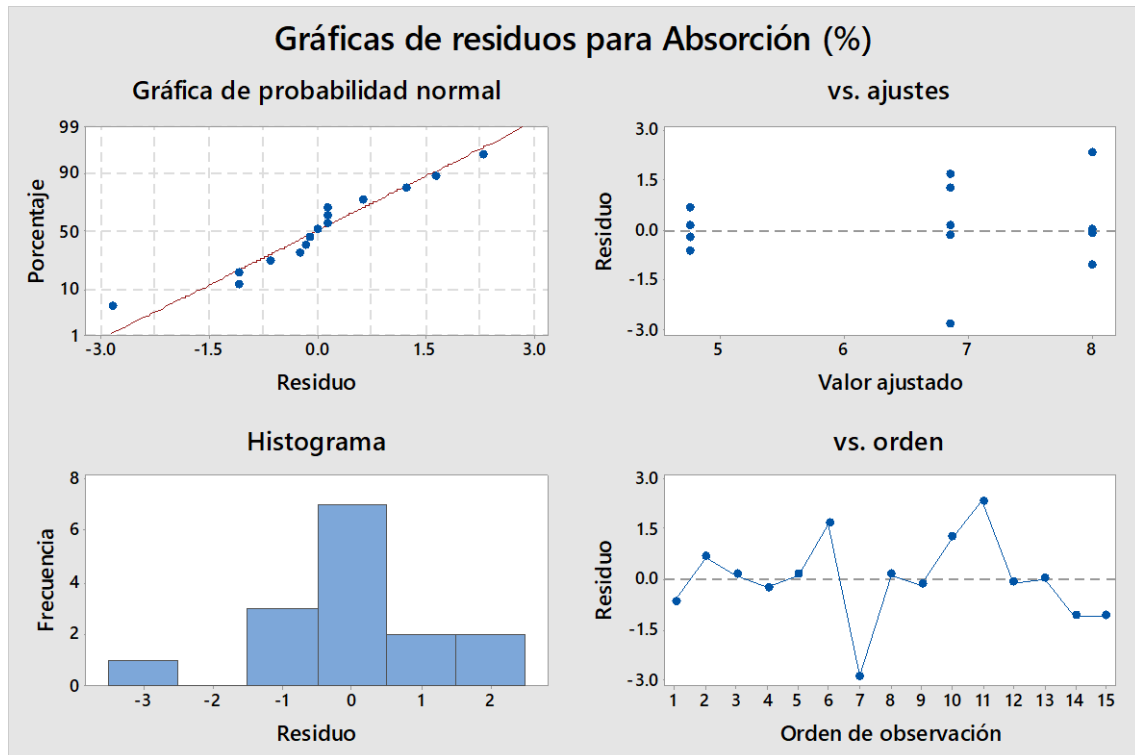 Gráficas de residuos para Absorción (%)
Gráfica de probabilidad normal
99
90
50
10
1
Porcentaje
-3.0 -1.5 0.0 1.5 3.0
Residuo
vs. ajustes
3.0
1.5
0.0
-1.5
-3.0
Residuo
5 6 7 8
Valor ajustado
Histograma
8
6
4
2
0
Frecuencia
-3 -2 -1 0 1 2
Residuo
vs. orden
3.0
1.5
0.0
-1.5
-3.0
Residuo
1 2 3 4 5 6 7 8 9 10 11 12 13 14 15
Orden de observación